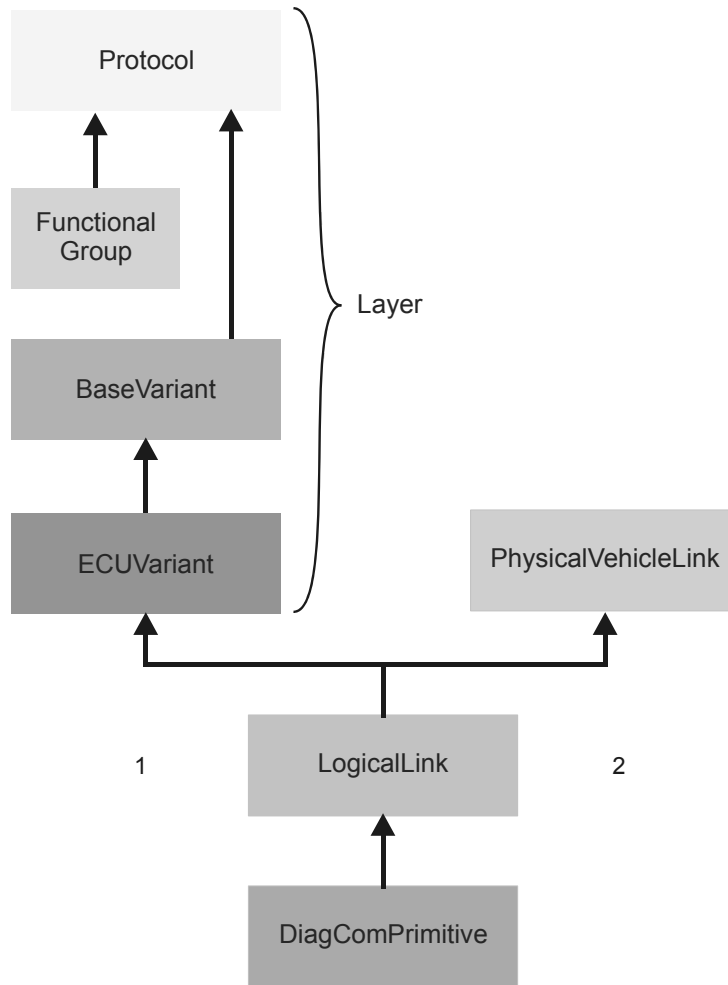 Protocol
Functional
Group
Layer
BaseVariant
ECUVariant
PhysicalVehicleLink
1
LogicalLink
2
DiagComPrimitive